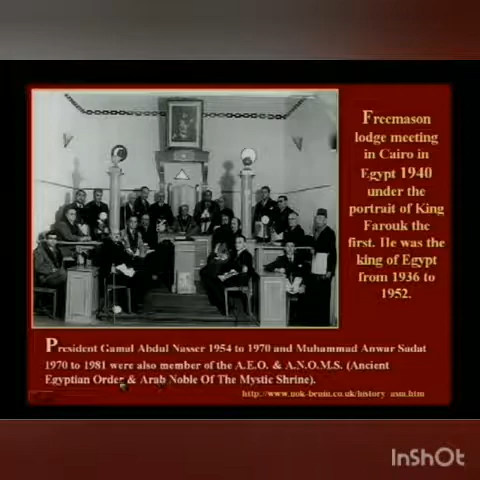 Freemason
lodge meeting
in Cairo in
Egypt 1940
under the
portrait of King
Farouk the
first. He was the
king of Egypt
from 1936 to
1952.
President Gamal Abdul Nasser 1954 to 1970 and Muhammad Anwar Sadat
1970 to 1981 were also member of the A.E.O. & A.N.O.M.S. (Ancient
Egyptian Order & Arab Noble Of The Mystic Shrine).
InShOt